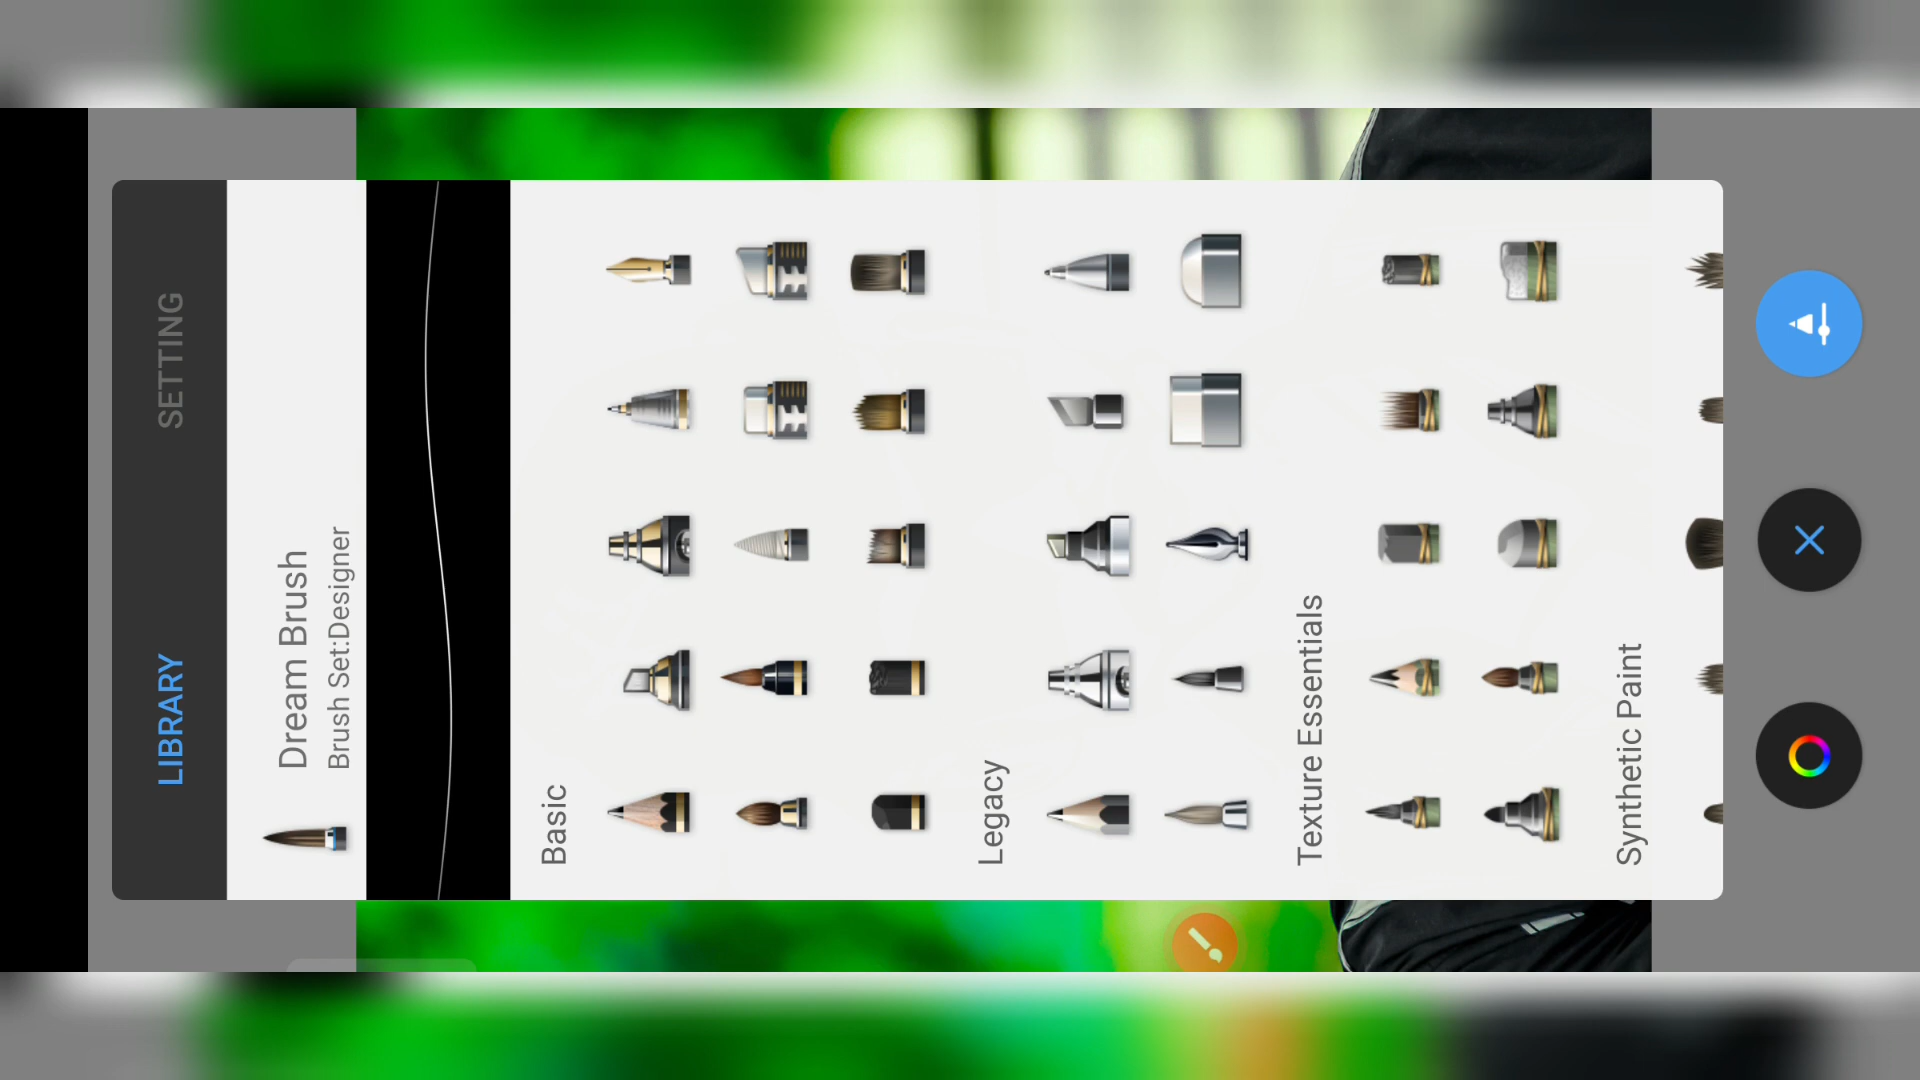 LIBRARY
SETTING
Dream Brush
Brush Set:Designer
Basic
Legacy
Texture Essentials
Synthetic Paint